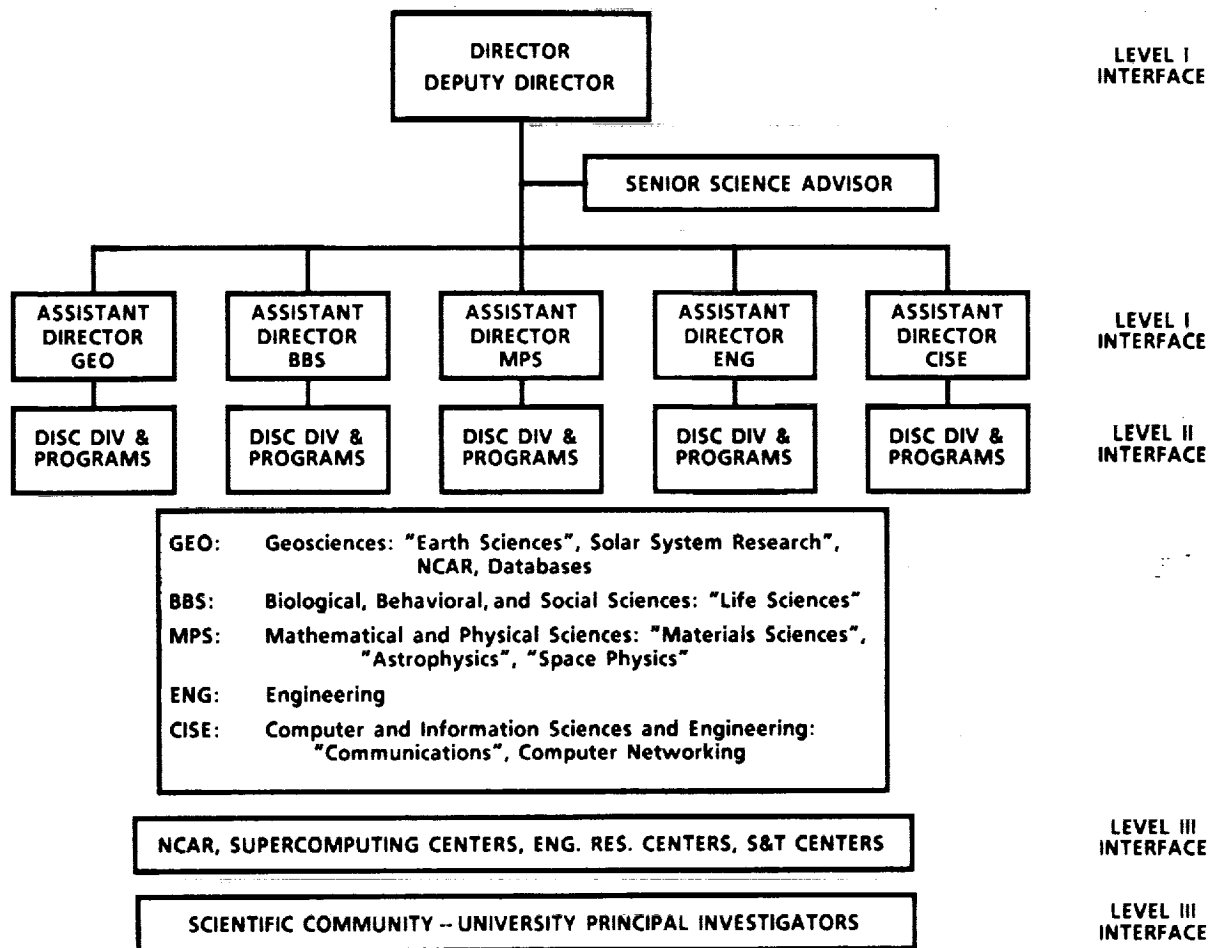 DIRECTOR
DEPUTY DIRECTOR
LEVEL I
INTERFACE
SENIOR SCIENCE ADVISOR
ASSISTANT
DIRECTOR
GEO
ASSISTANT
DIRECTOR
BBS
ASSISTANT
DIRECTOR
MPS
ASSISTANT
DIRECTOR
ENG
ASSISTANT
DIRECTOR
CISE
LEVEL I
INTERFACE
DISC DIV &
PROGRAMS
DISC DIV &
PROGRAMS
DISC DIV &
PROGRAMS
DISC DIV &
PROGRAMS
DISC DIV &
PROGRAMS
LEVEL II
INTERFACE
GEO: Geosciences: "Earth Sciences", Solar System Research",
NCAR, Databases
BBS: Biological, Behavioral, and Social Sciences: "Life Sciences"
MPS: Mathematical and Physical Sciences: "Materials Sciences",
"Astrophysics", "Space Physics"
ENG: Engineering
CISE: Computer and Information Sciences and Engineering:
"Communications", Computer Networking
NCAR, SUPERCOMPUTING CENTERS, ENG. RES. CENTERS, S&T CENTERS
LEVEL III
INTERFACE
SCIENTIFIC COMMUNITY -- UNIVERSITY PRINCIPAL INVESTIGATORS
LEVEL III
INTERFACE